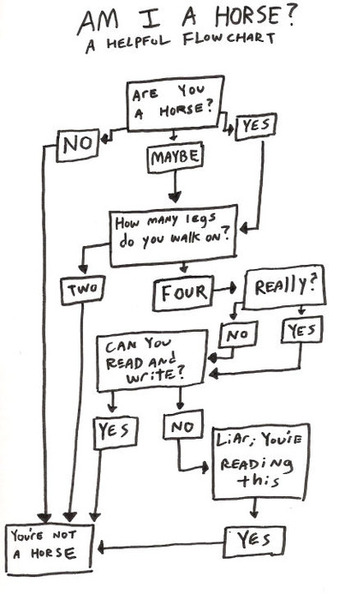 AM I A HORSE?
A HELPFUL FLOWCHART
ARE YOU
A HORSE?
NO
YES
MAYBE
HOW MANY LEGS
do you WALK ON?
TWO
FOUR
REALLY?
NO
YES
CAN YOU
READ AND
WRITE?
YES
NO
LIAR; YOU'RE
READING
this
YOU'RE NOT
A HORSE
YES